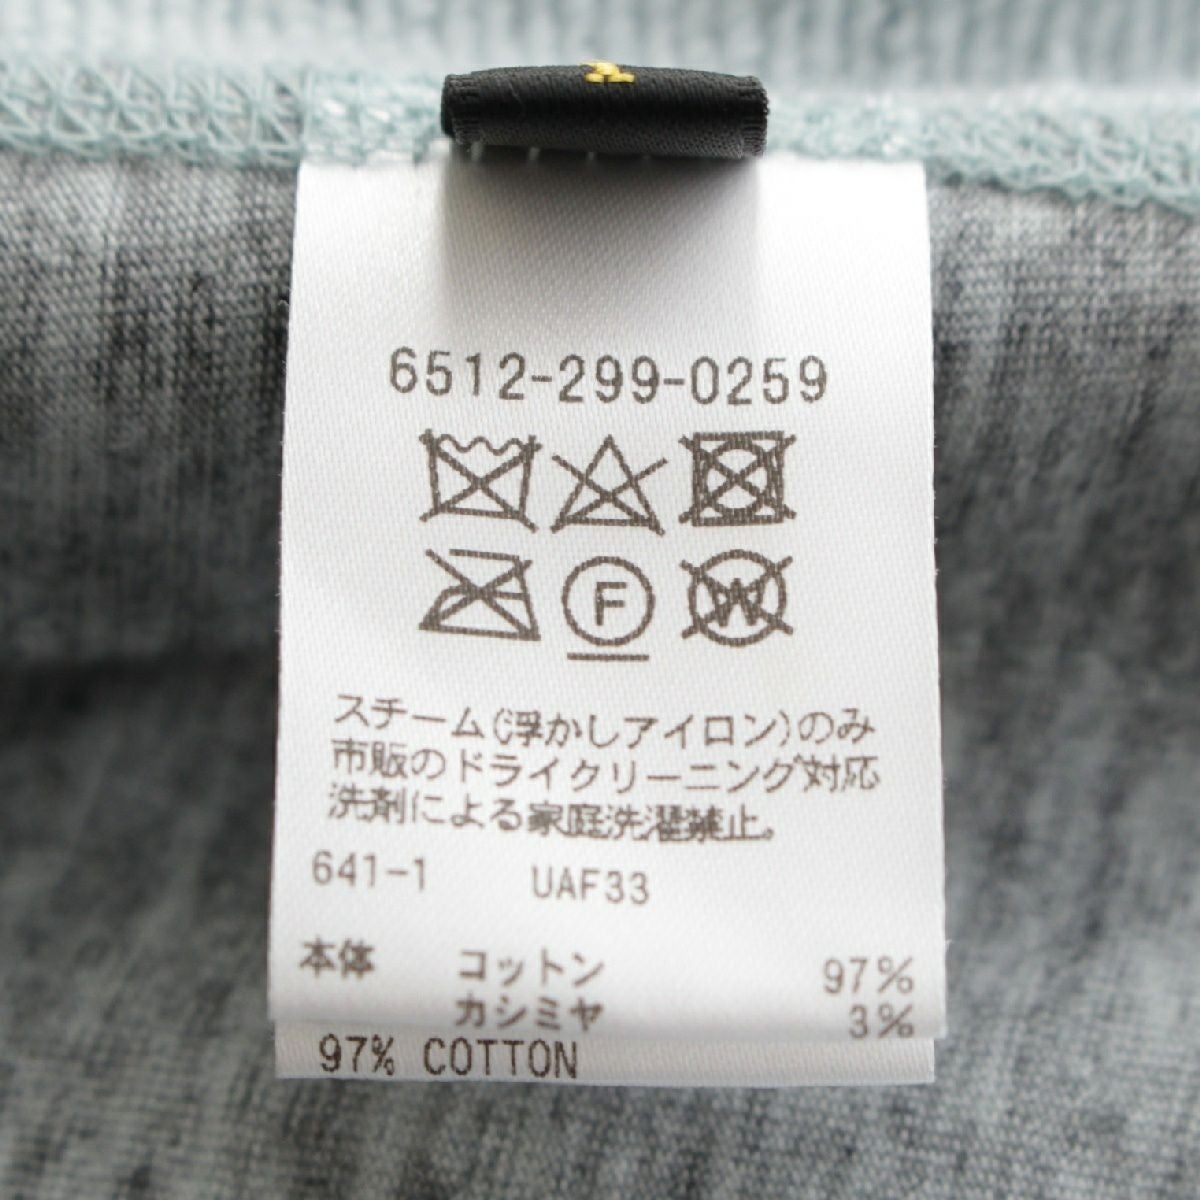 6512-299-0259
F
W
スチーム(浮かしアイロン)のみ
市販のドライクリーニング対応
洗剤による家庭洗濯禁止。
641-1 UAF33
本体 コットン 97%
カシミヤ 3%
97% COTTON